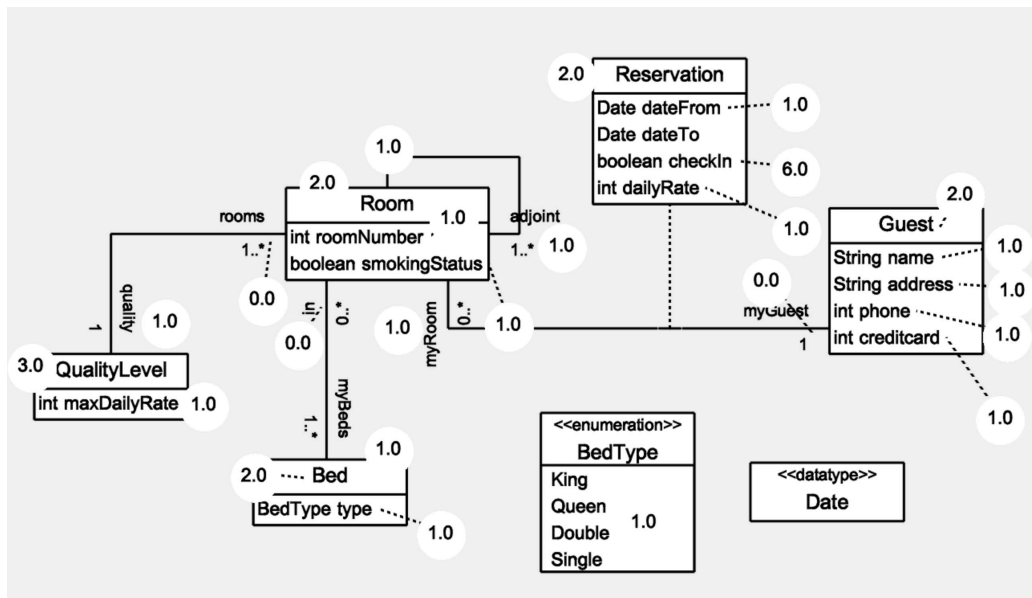 2.0
Reservation
Date dateFrom
1.0
Date dateTo
boolean checkIn
6.0
int dailyRate
1.0
1.0
2.0
Room
int roomNumber
1.0
boolean smokingStatus
1.0
adjoint
1..*
1.0
rooms
1..*
0.0
quality
1
1.0
3.0
QualityLevel
int maxDailyRate
1.0
in
*..0
0.0
myBeds
1..*
1.0
myRoom
*..0
2.0
Guest
String name
1.0
String address
1.0
int phone
1.0
int creditcard
1.0
0.0
myGuest
1
1.0
2.0
Bed
BedType type
1.0
<<enumeration>>
BedType
King
Queen
Double
Single
1.0
<<datatype>>
Date